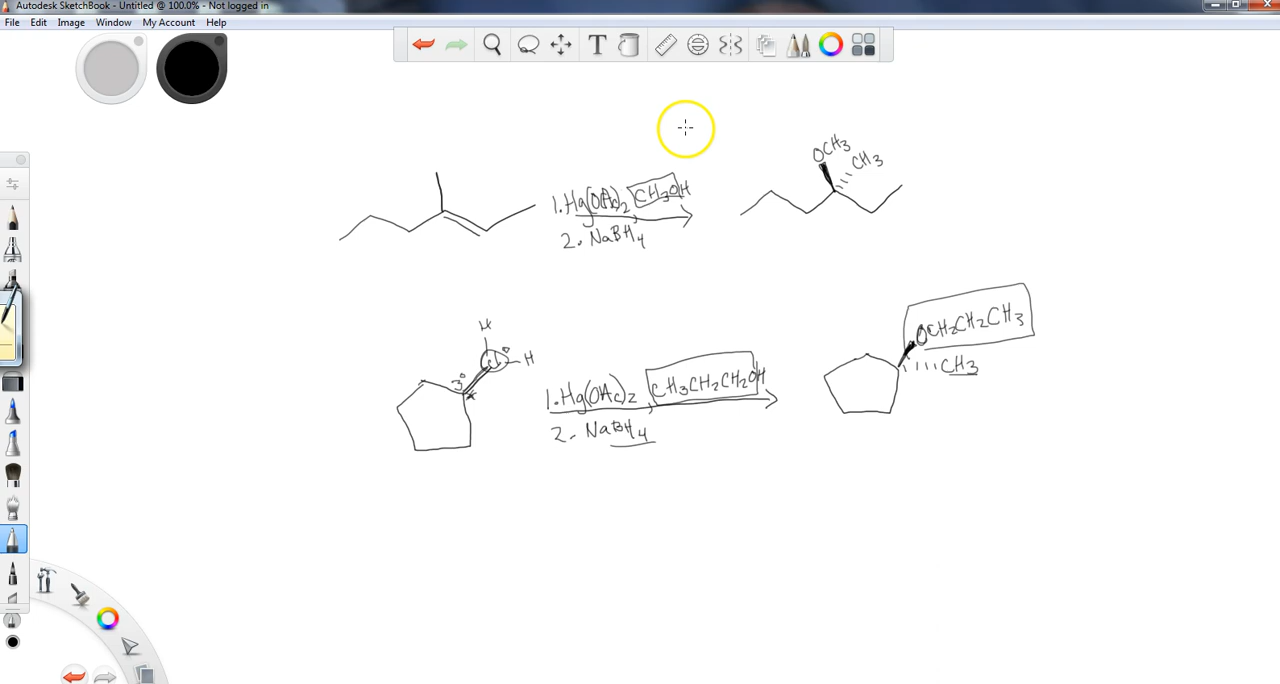 Autodesk SketchBook - Untitled @ 100.0% - Not logged in
File Edit Image Window My Account Help
T
OCH3
CH3
1. Hg(OAc)2, CH3OH
2. NaBH4
H
H
3°
1°
1. Hg(OAc)2, CH3CH2CH2OH
2. NaBH4
OCH2CH2CH3
CH3